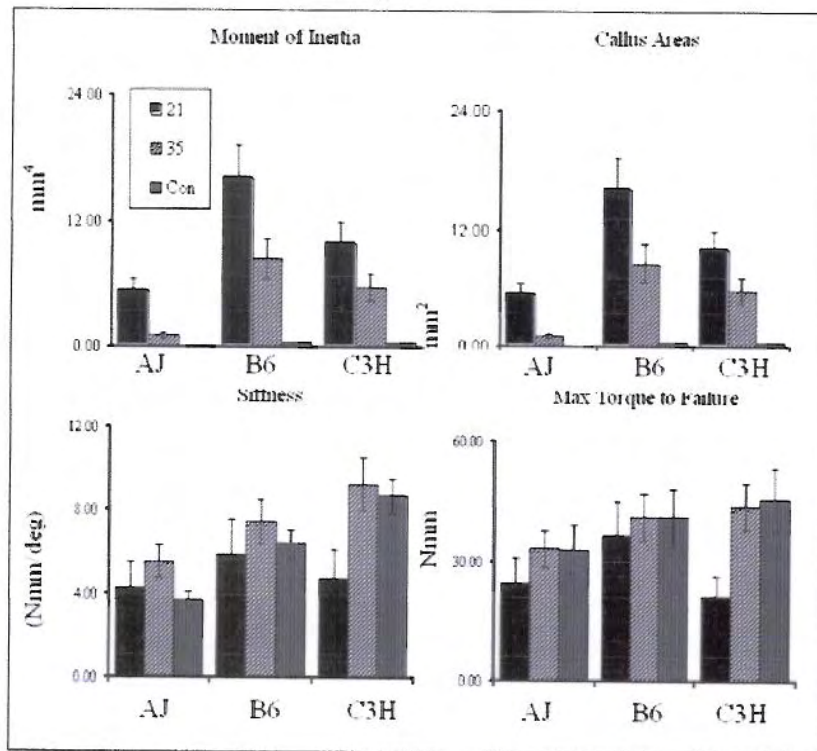 Moment of Inertia
24.00
12.00
0.00
mm4
21
35
Con
AJ
B6
C3H
Callus Areas
24.00
12.00
0.00
mm2
AJ
B6
C3H
Siffness
12.00
8.00
4.00
0.00
(Nmm/deg)
AJ
B6
C3H
Max Torque to Failure
60.00
30.00
0.00
Nmm
AJ
B6
C3H